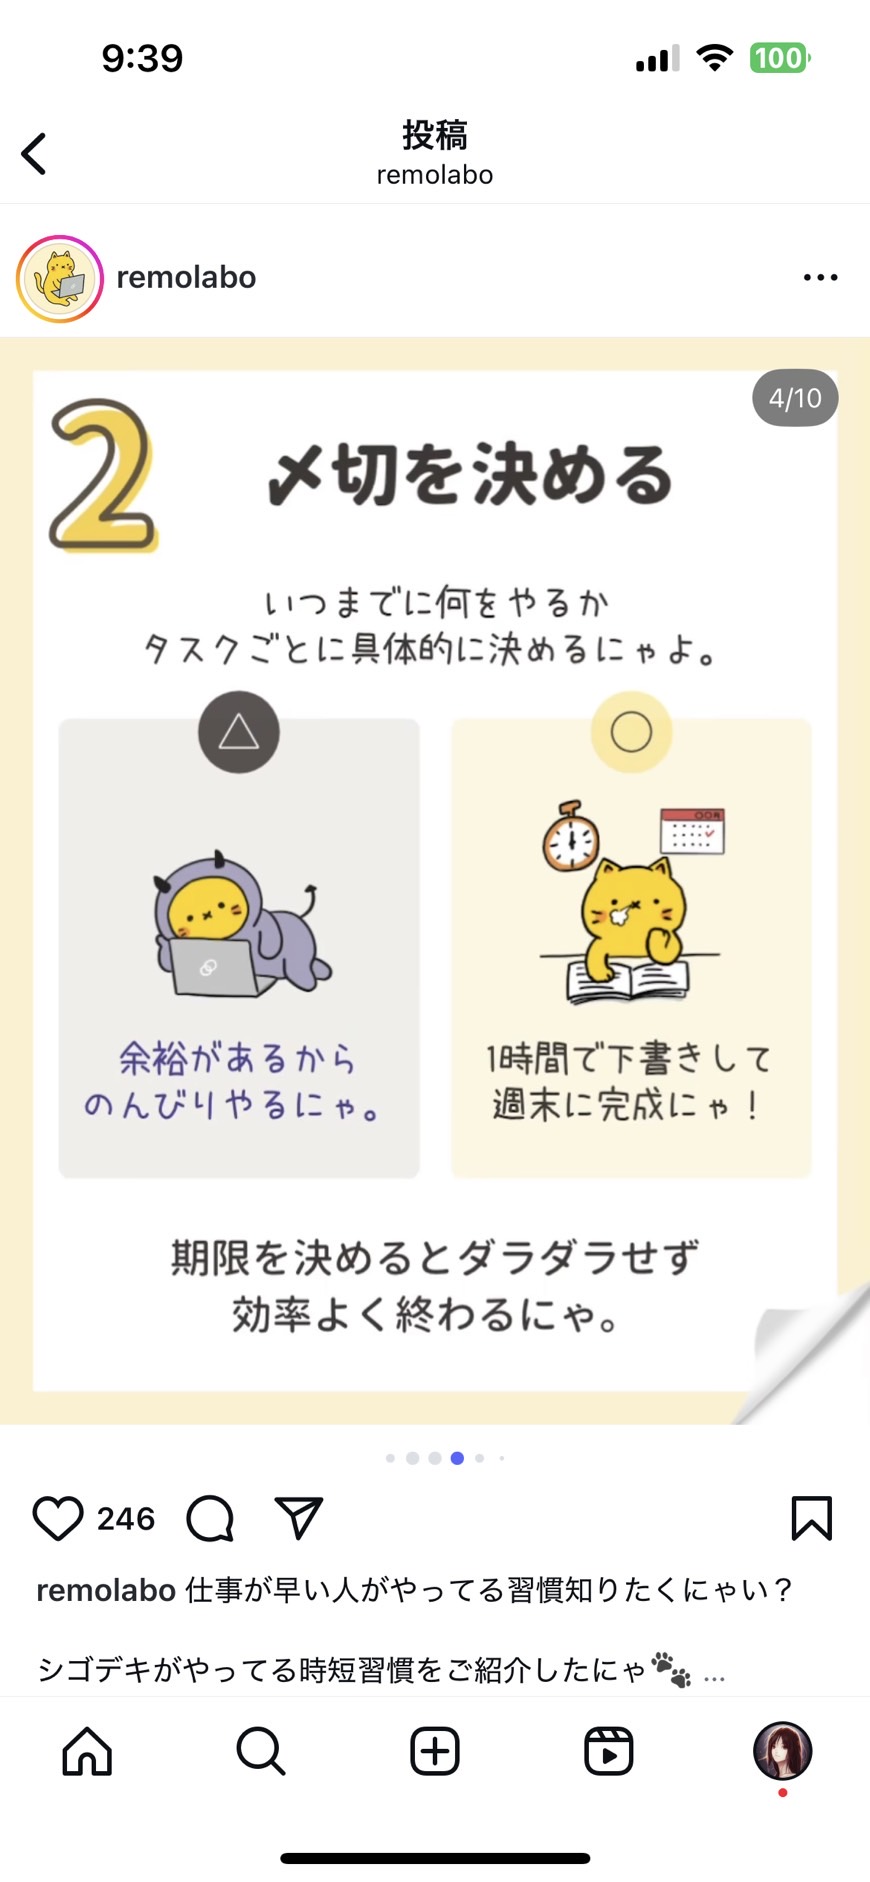 9:39
100
投稿
remolabo
remolabo
4/10
2
〆切を決める
いつまでに何をやるか
タスクごとに具体的に決めるにゃよ。
余裕があるから
のんびりやるにゃ。
1時間で下書きして
週末に完成にゃ！
期限を決めるとダラダラせず
効率よく終わるにゃ。
246
remolabo 仕事が早い人がやってる習慣知りたくにゃい？
シゴデキがやってる時短習慣をご紹介したにゃ🐾 ...